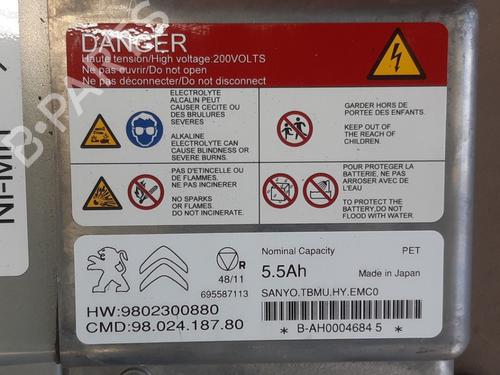 DANGER
Haute tension/High voltage:200VOLTS
Ne pas ouvrir/Do not open
Ne pas déconnecter/Do not disconnect
ELECTROLYTE
ALCALIN PEUT
CAUSER CECITE OU
DES BRULURES
SEVERES
ALKALINE
ELECTROLYTE CAN
CAUSE BLINDNESS OR
SEVERE BURNS.
GARDER HORS DE
PORTEE DES ENFANTS.
KEEP OUT OF
THE REACH OF
CHILDREN.
PAS D'ETINCELLE OU
DE FLAMMES.
NE PAS INCINERER
NO SPARKS
OR FLAMES
DO NOT INCINERATE.
POUR PROTEGER LA
BATTERIE, NE PAS
ARROSER AVEC DE
L'EAU
TO PROTECT THE
BATTERY,DO NOT
FLOOD WITH WATER.
R
48/11
695587113
Nominal Capacity
PET
5.5Ah
Made in Japan
SANYO.TBMU.HY.EMC0
HW:9802300880
CMD:98.024.187.80
* B-AH0004684 5 *
B-PARTS